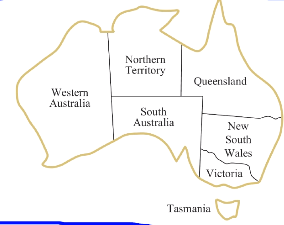 Northern
Territory
Queensland
Western
Australia
South
Australia
New
South
Wales
Victoria
Tasmania